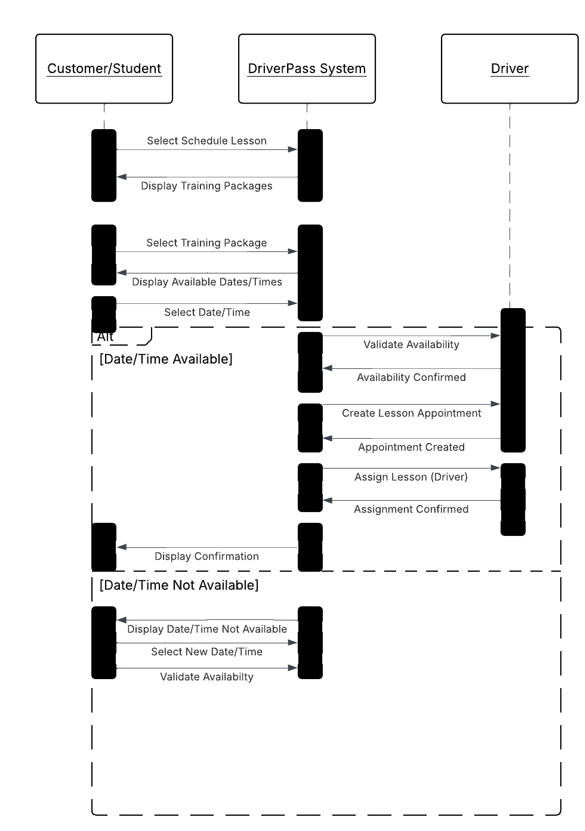 Customer/Student
DriverPass System
Driver
Select Schedule Lesson
Display Training Packages
Select Training Package
Display Available Dates/Times
Select Date/Time
Alt
[Date/Time Available]
Validate Availability
Availability Confirmed
Create Lesson Appointment
Appointment Created
Assign Lesson (Driver)
Assignment Confirmed
Display Confirmation
[Date/Time Not Available]
Display Date/Time Not Available
Select New Date/Time
Validate Availabilty